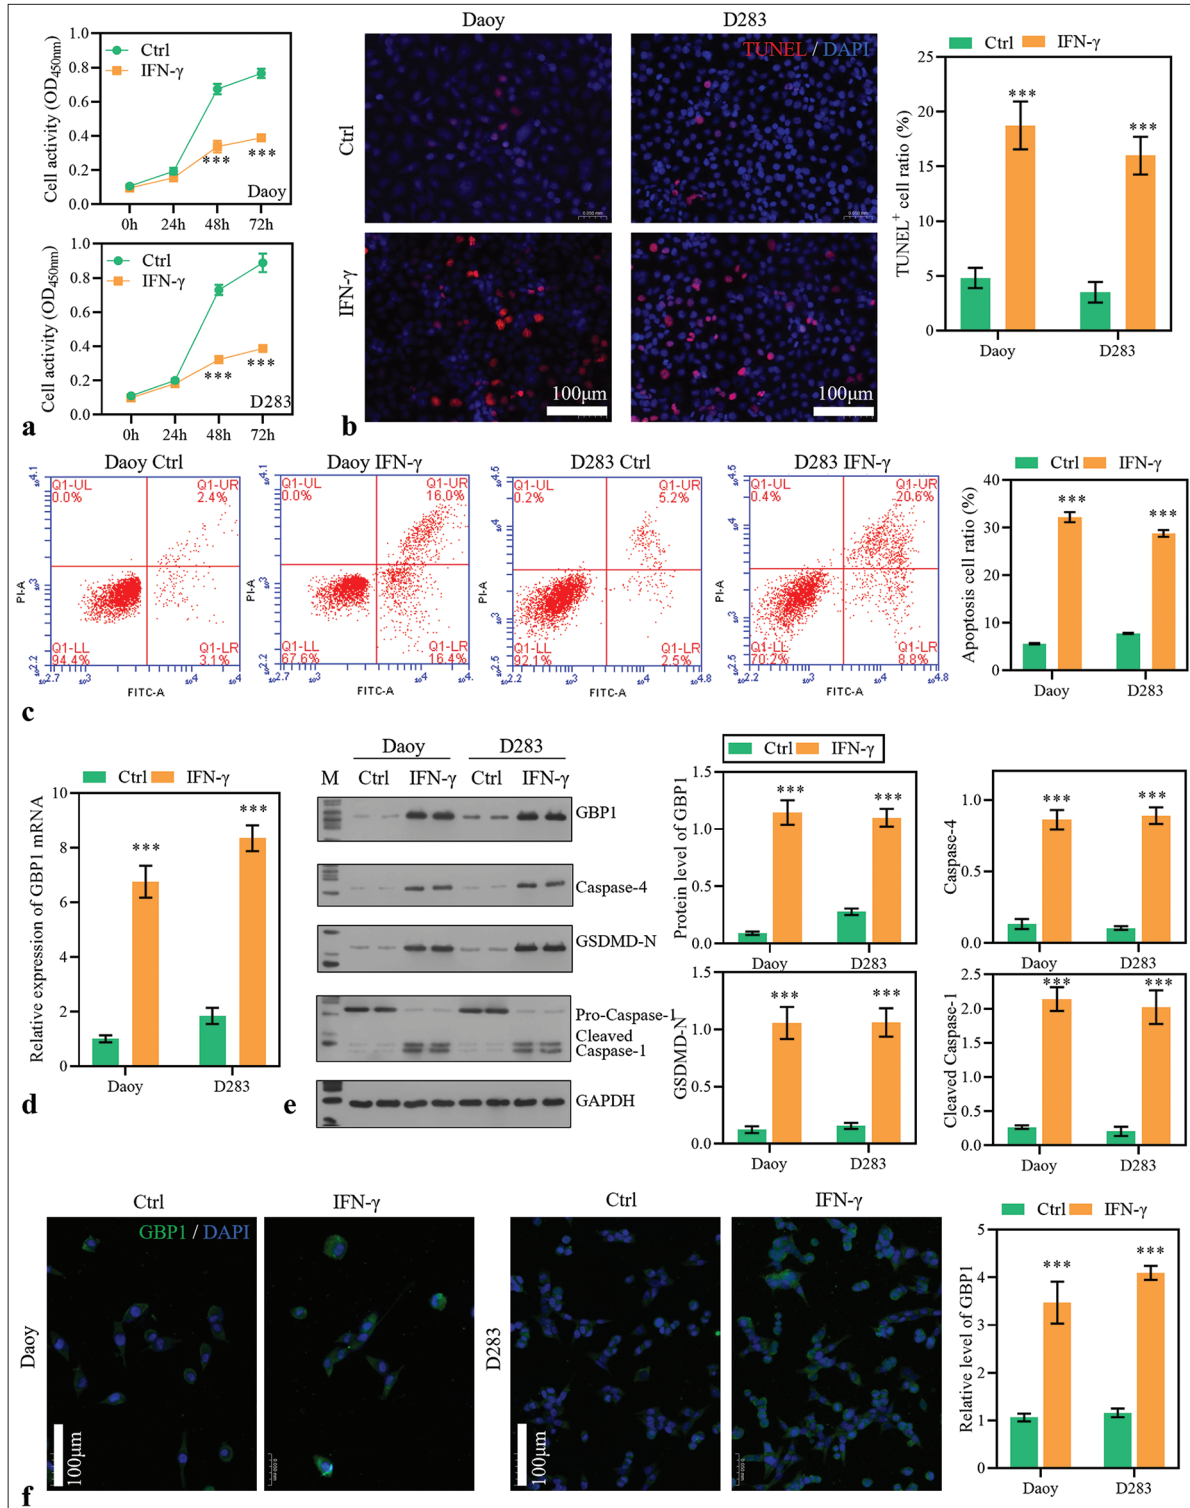 Ctrl
IFN-γ
Cell activity (OD450nm)
1.0
0.8
0.6
0.4
0.2
0.0
***
***
Daoy
0h 24h 48h 72h
Ctrl
IFN-γ
Cell activity (OD450nm)
1.0
0.8
0.6
0.4
0.2
0.0
***
***
D283
0h 24h 48h 72h
a
Daoy D283
TUNEL / DAPI
Ctrl
IFN-γ
0.050 mm
0.050 mm
100μm
100μm
b
Ctrl IFN-γ
TUNEL+ cell ratio (%)
25
20
15
10
5
0
***
***
Daoy D283
Daoy Ctrl
Q1-UL Q1-UR
0.0% 2.4%
Q1-LL Q1-LR
94.4% 3.1%
PI-A
FITC-A
Daoy IFN-γ
Q1-UL Q1-UR
0.0% 16.0%
Q1-LL Q1-LR
67.6% 16.4%
PI-A
FITC-A
D283 Ctrl
Q1-UL Q1-UR
0.2% 5.2%
Q1-LL Q1-LR
92.1% 2.5%
PI-A
FITC-A
D283 IFN-γ
Q1-UL Q1-UR
0.4% 20.6%
Q1-LL Q1-LR
70.2% 8.8%
PI-A
FITC-A
c
Ctrl IFN-γ
Apoptosis cell ratio (%)
40
30
20
10
0
***
***
Daoy D283
Ctrl IFN-γ
Relative expression of GBP1 mRNA
10
8
6
4
2
0
***
***
Daoy D283
d
Daoy D283
M Ctrl IFN-γ Ctrl IFN-γ
GBP1
Caspase-4
GSDMD-N
Pro-Caspase-1
Cleaved
Caspase-1
GAPDH
e
Ctrl IFN-γ
Protein level of GBP1
1.5
1.0
0.5
0.0
***
***
Daoy D283
Caspase-4
1.0
0.5
0.0
***
***
Daoy D283
GSDMD-N
1.5
1.0
0.5
0.0
***
***
Daoy D283
Cleaved Caspase-1
2.5
2.0
1.5
1.0
0.5
0.0
***
***
Daoy D283
Ctrl IFN-γ Ctrl IFN-γ
GBP1 / DAPI
Daoy
D283
100μm
100μm
f
Ctrl IFN-γ
Relative level of GBP1
5
4
3
2
1
0
***
***
Daoy D283